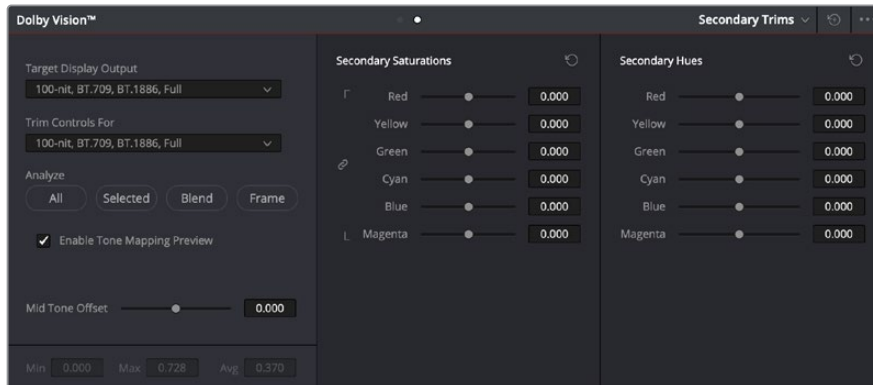 Dolby Vision™
Secondary Trims
Target Display Output
100-nit, BT.709, BT.1886, Full
Trim Controls For
100-nit, BT.709, BT.1886, Full
Analyze
All Selected Blend Frame
Enable Tone Mapping Preview
Mid Tone Offset 0.000
Min 0.000 Max 0.728 Avg 0.370
Secondary Saturations
Red 0.000
Yellow 0.000
Green 0.000
Cyan 0.000
Blue 0.000
Magenta 0.000
Secondary Hues
Red 0.000
Yellow 0.000
Green 0.000
Cyan 0.000
Blue 0.000
Magenta 0.000